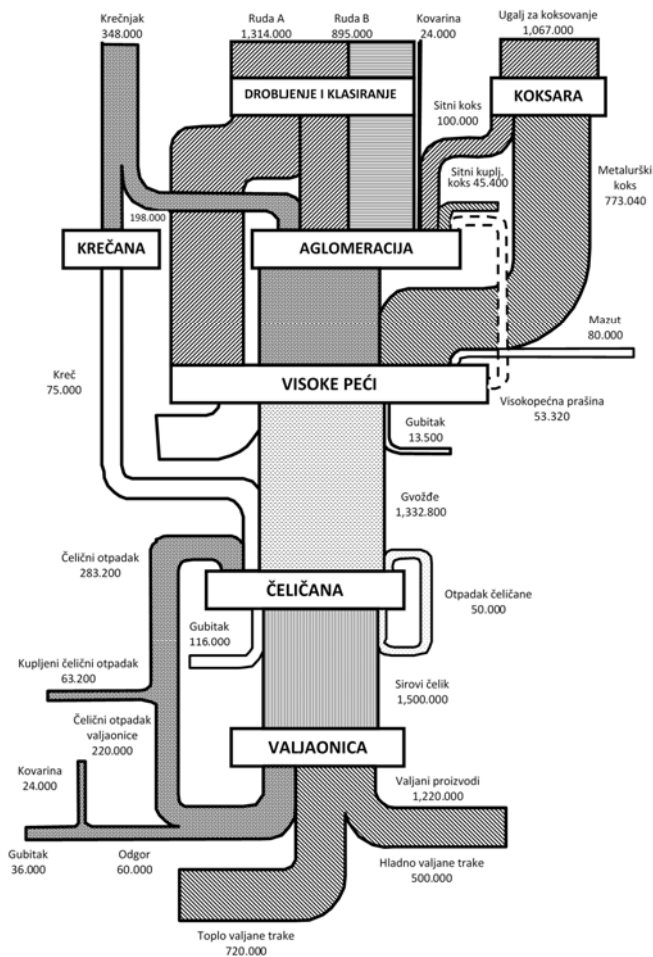 Krečnjak
348.000
Ruda A
1,314.000
Ruda B
895.000
Kovarina
24.000
Ugalj za koksovanje
1,067.000
DROBLJENJE I KLASIRANJE
KOKSARA
Sitni koks
100.000
Sitni kuplj.
koks 45.400
Metalurški
koks
773.040
198.000
KREČANA
AGLOMERACIJA
Mazut
80.000
Kreč
75.000
VISOKE PEĆI
Visokopećna prašina
53.320
Gubitak
13.500
Gvožđe
1,332.800
Čelični otpadak
283.200
ČELIČANA
Otpadak čeličane
50.000
Gubitak
116.000
Kupljeni čelični otpadak
63.200
Sirovi čelik
1,500.000
Čelični otpadak
valjaonice
220.000
VALJAONICA
Kovarina
24.000
Valjani proizvodi
1,220.000
Gubitak
36.000
Odgor
60.000
Hladno valjane trake
500.000
Toplo valjane trake
720.000